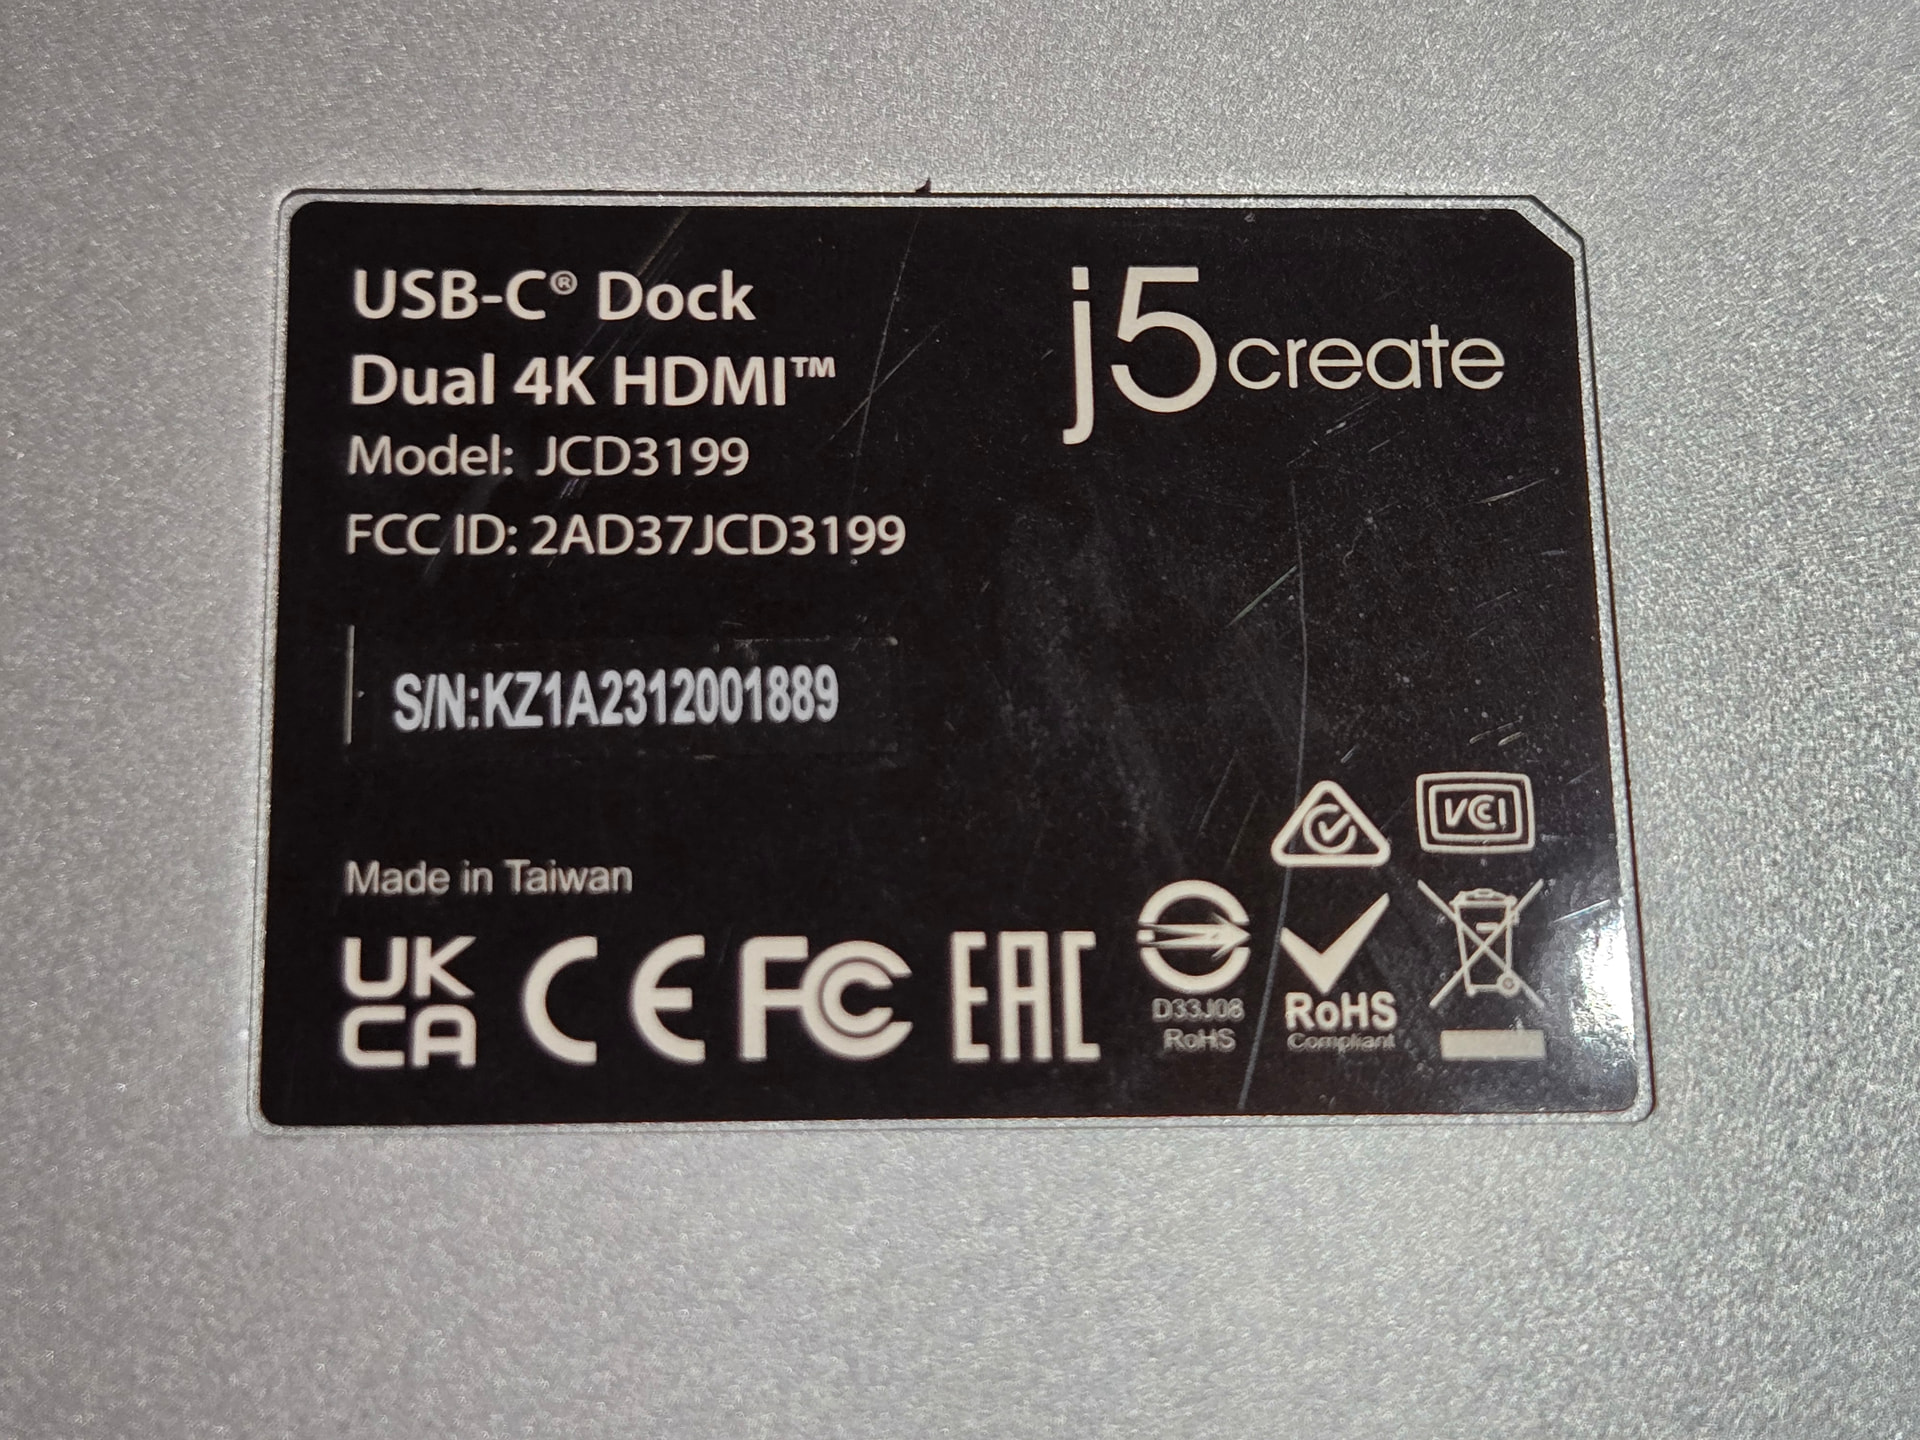 USB-C® Dock
Dual 4K HDMI™
j5create
Model: JCD3199
FCC ID: 2AD37JCD3199
S/N:KZ1A2312001889
Made in Taiwan
VCCI
UK
CA
CE
FC
EAC
D33J08
RoHS
RoHS
Compliant